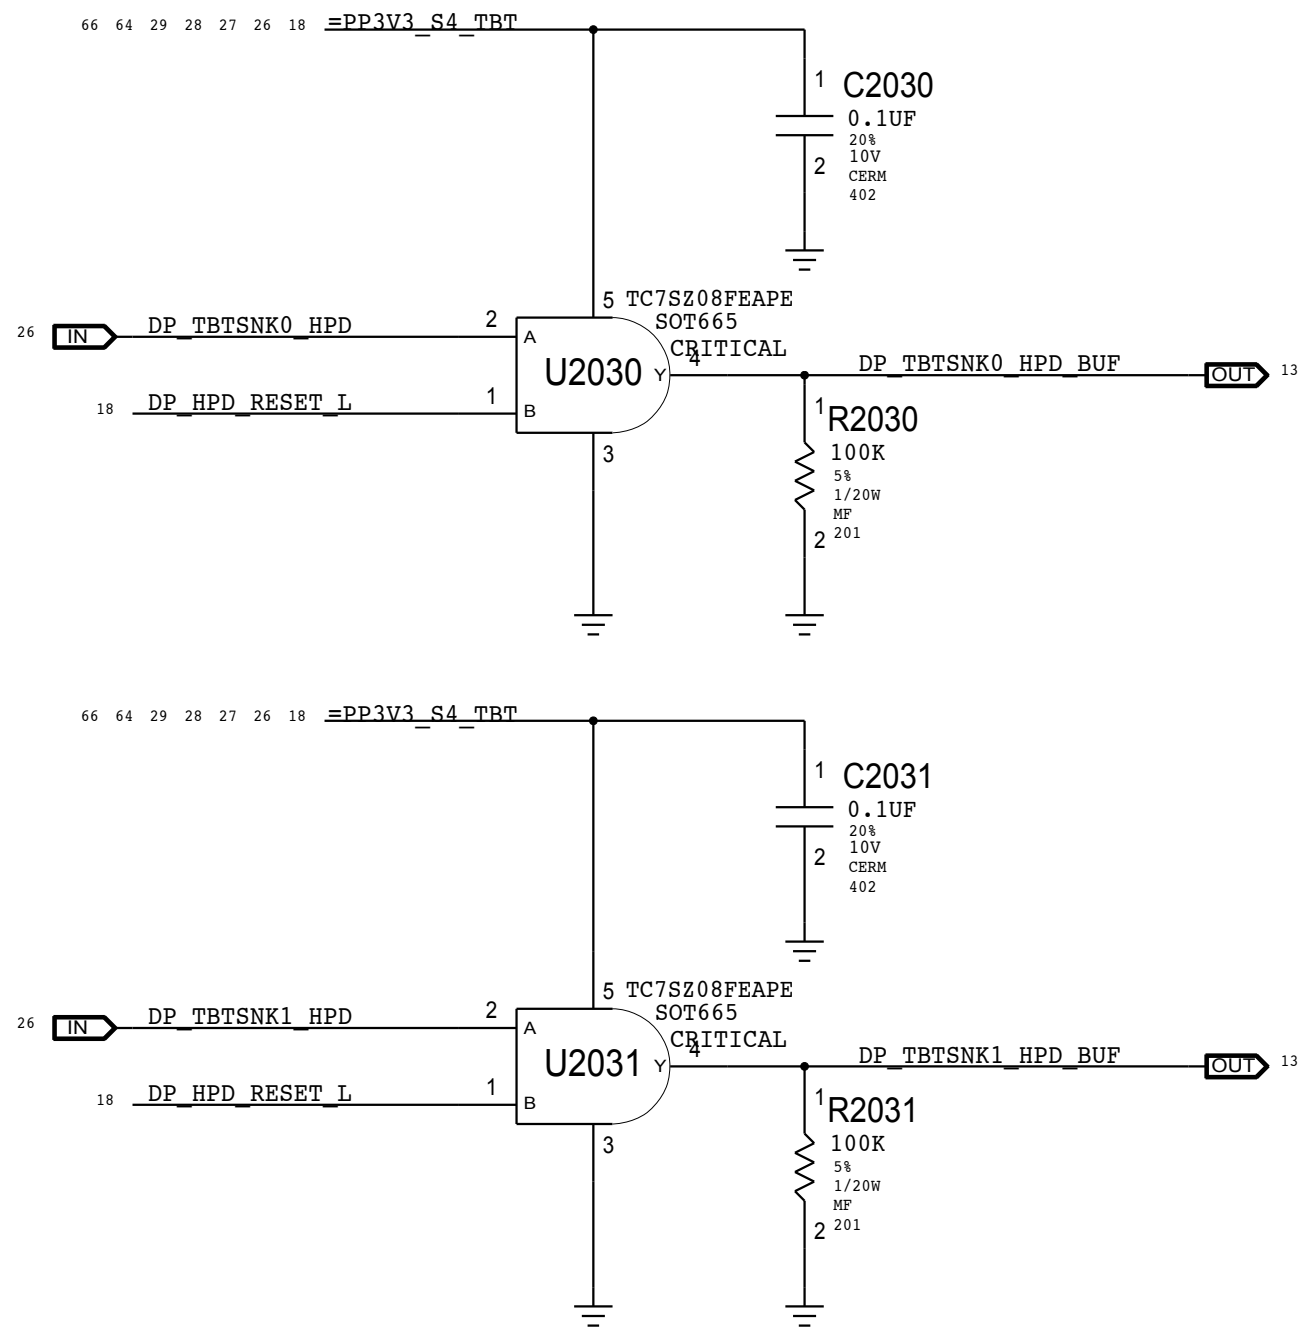 66 64 29 28 27 26 18 =PP3V3_S4_TBT
1 C2030
0.1UF
20%
10V
2
CERM
402
5 TC7SZ08FEAPE
SOT665
CRITICAL
26 IN DP_TBTSNK0_HPD 2 A
U2030 Y 4 DP_TBTSNK0_HPD_BUF OUT 13
18 DP_HPD_RESET_L 1 B
3
1 R2030
100K
5%
1/20W
MF
2 201
66 64 29 28 27 26 18 =PP3V3_S4_TBT
1 C2031
0.1UF
20%
10V
2
CERM
402
5 TC7SZ08FEAPE
SOT665
CRITICAL
26 IN DP_TBTSNK1_HPD 2 A
U2031 Y 4 DP_TBTSNK1_HPD_BUF OUT 13
18 DP_HPD_RESET_L 1 B
3
1 R2031
100K
5%
1/20W
MF
2 201